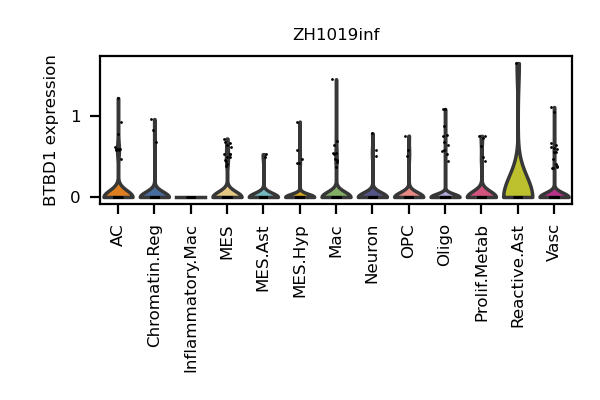 ZH1019inf
BTBD1 expression
1
0
AC
Chromatin.Reg
Inflammatory.Mac
MES
MES.Ast
MES.Hyp
Mac
Neuron
OPC
Oligo
Prolif.Metab
Reactive.Ast
Vasc